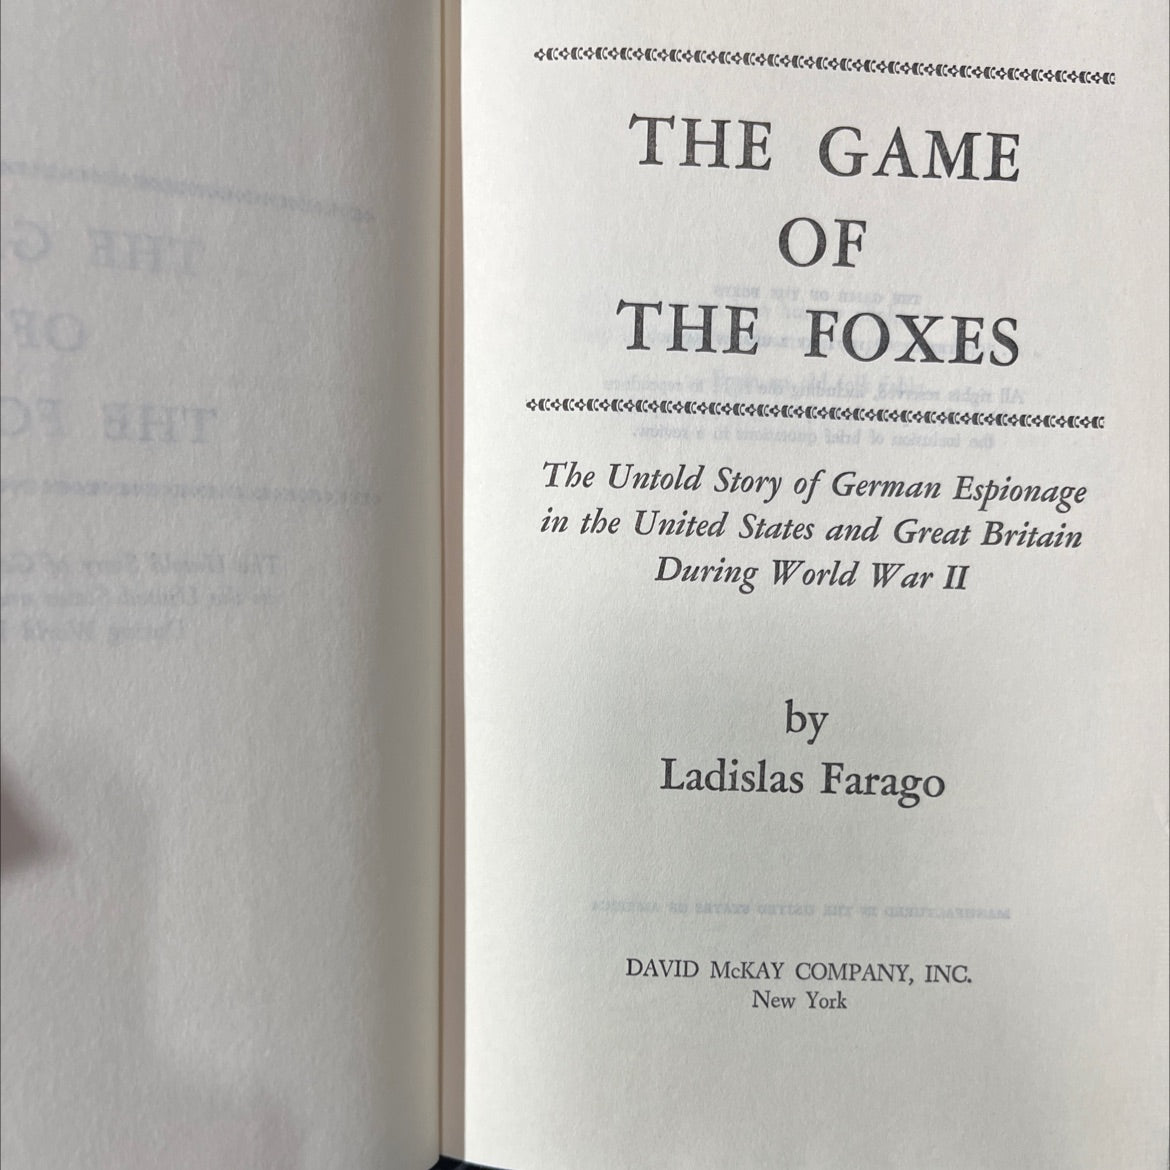 THE GAME
OF
THE FOXES
The Untold Story of German Espionage
in the United States and Great Britain
During World War II
by
Ladislas Farago
DAVID McKAY COMPANY, INC.
New York